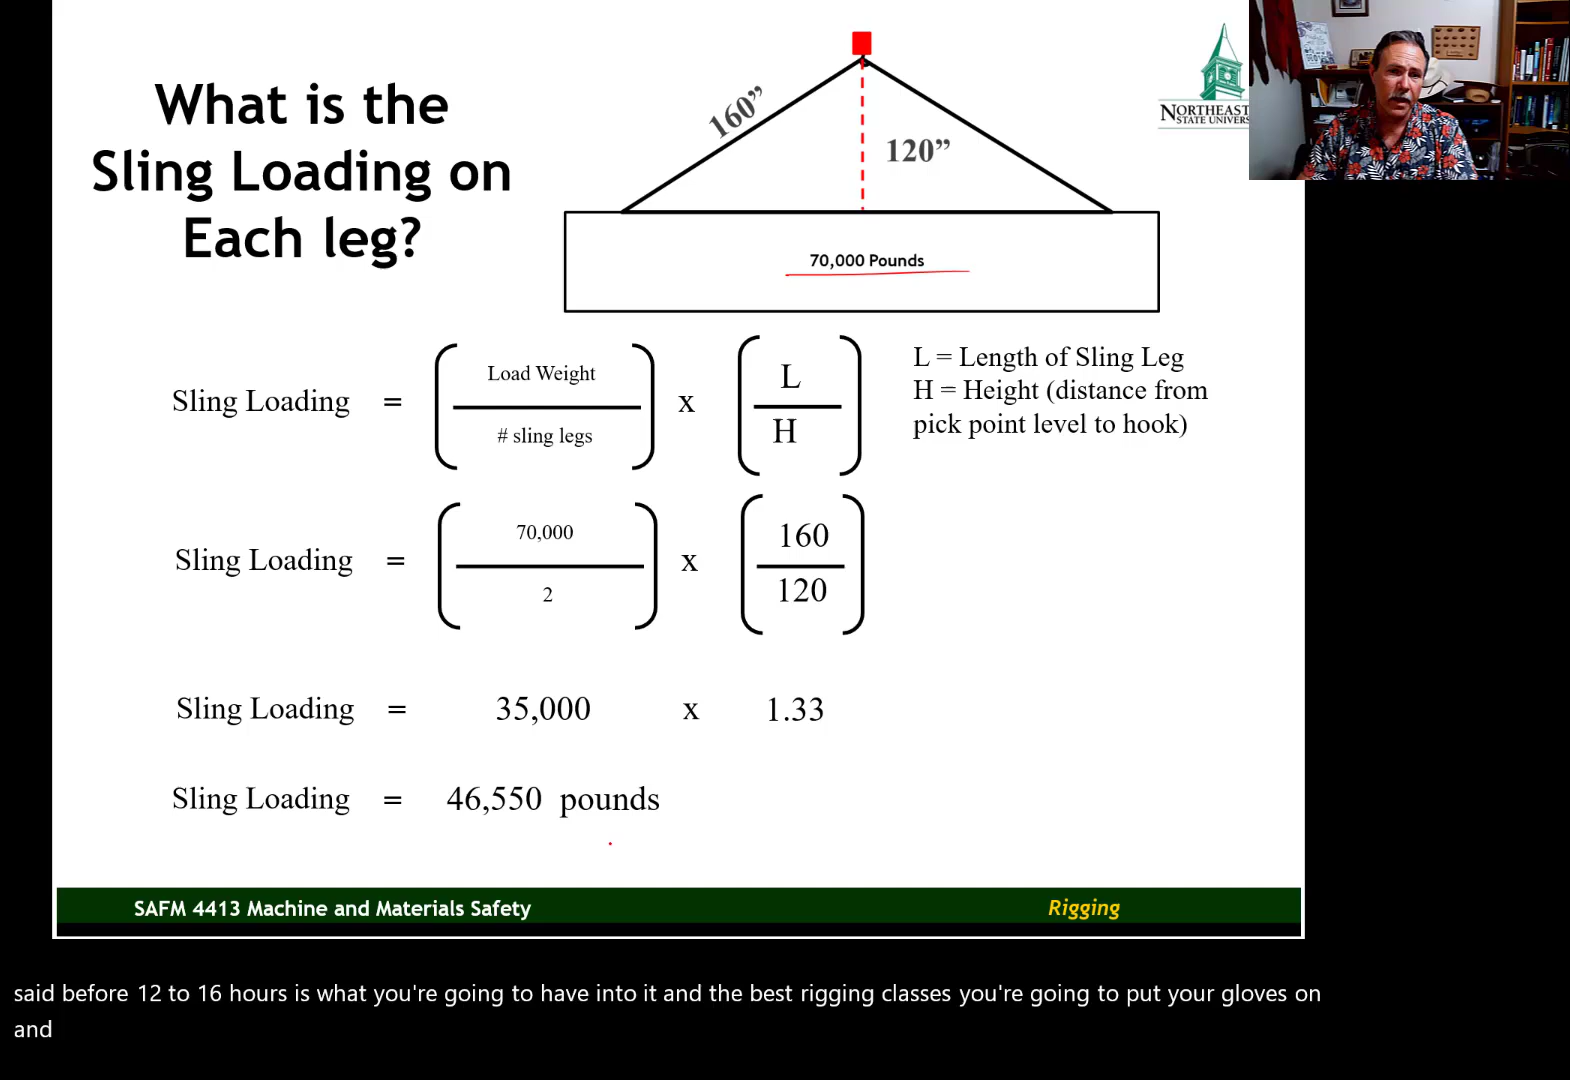 What is the
Sling Loading on
Each leg?
160”
120”
70,000 Pounds
NORTHEAST
STATE UNIVERS
Sling Loading = Load Weight x L
# sling legs H
L = Length of Sling Leg
H = Height (distance from
pick point level to hook)
Sling Loading = 70,000 x 160
2 120
Sling Loading = 35,000 x 1.33
Sling Loading = 46,550 pounds
SAFM 4413 Machine and Materials Safety
Rigging
said before 12 to 16 hours is what you're going to have into it and the best rigging classes you're going to put your gloves on
and